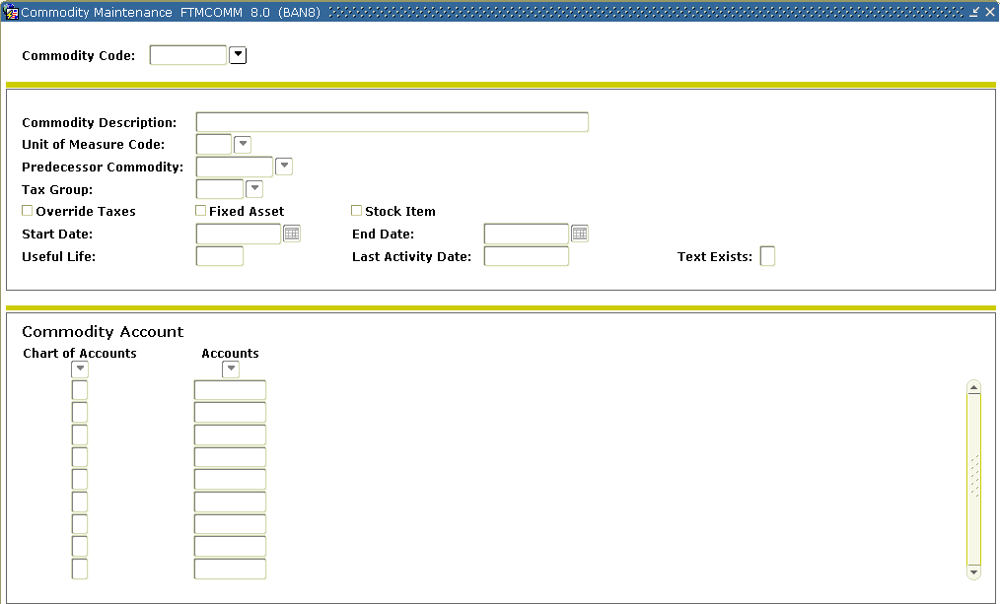 Commodity Maintenance FTMCOMM 8.0 (BAN8)
Commodity Code:
Commodity Description:
Unit of Measure Code:
Predecessor Commodity:
Tax Group:
Override Taxes Fixed Asset Stock Item
Start Date: End Date:
Useful Life: Last Activity Date: Text Exists:
Commodity Account
Chart of Accounts Accounts